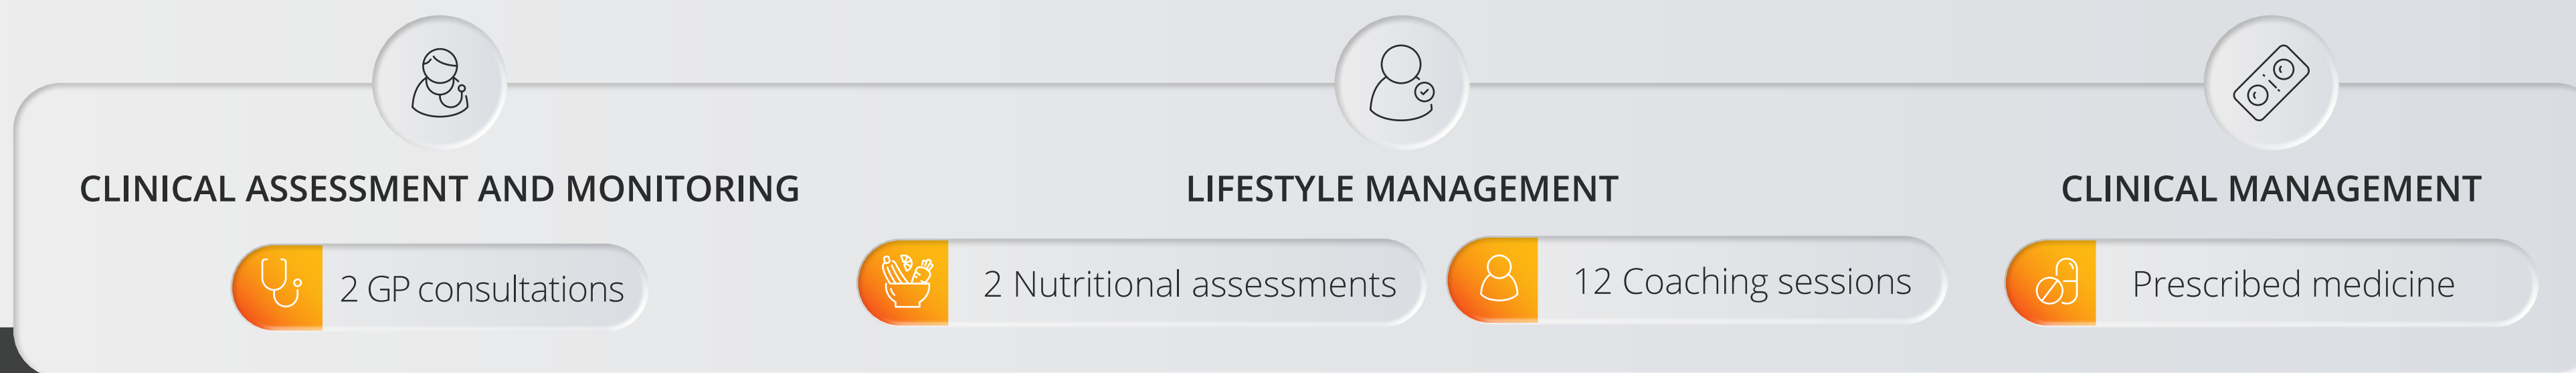 CLINICAL ASSESSMENT AND MONITORING
2 GP consultations
LIFESTYLE MANAGEMENT
2 Nutritional assessments
12 Coaching sessions
CLINICAL MANAGEMENT
Prescribed medicine